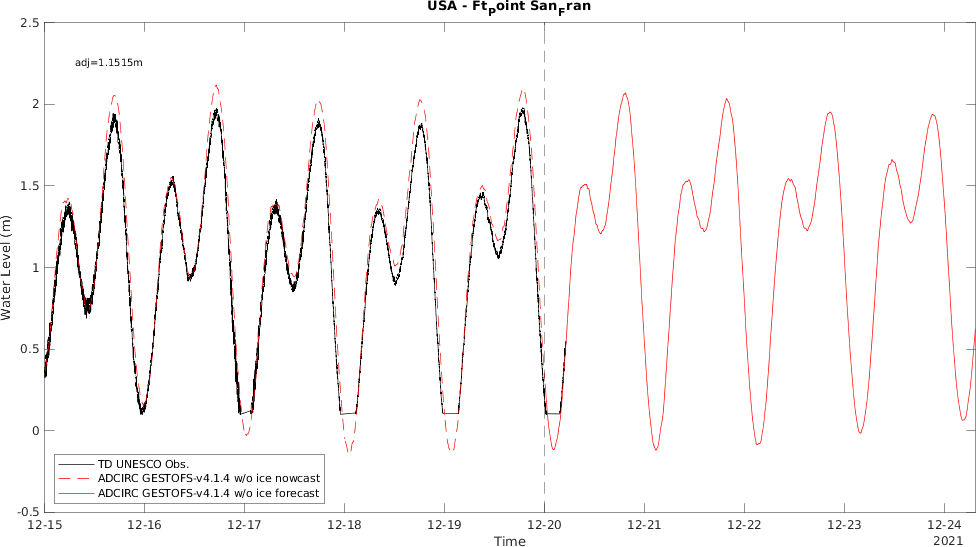 USA - FtPoint SanFran
adj=1.1515m
2.5
2
1.5
1
0.5
0
-0.5
Water Level (m)
TD UNESCO Obs.
ADCIRC GESTOFS-v4.1.4 w/o ice nowcast
ADCIRC GESTOFS-v4.1.4 w/o ice forecast
12-15 12-16 12-17 12-18 12-19 12-20 12-21 12-22 12-23 12-24
Time
2021